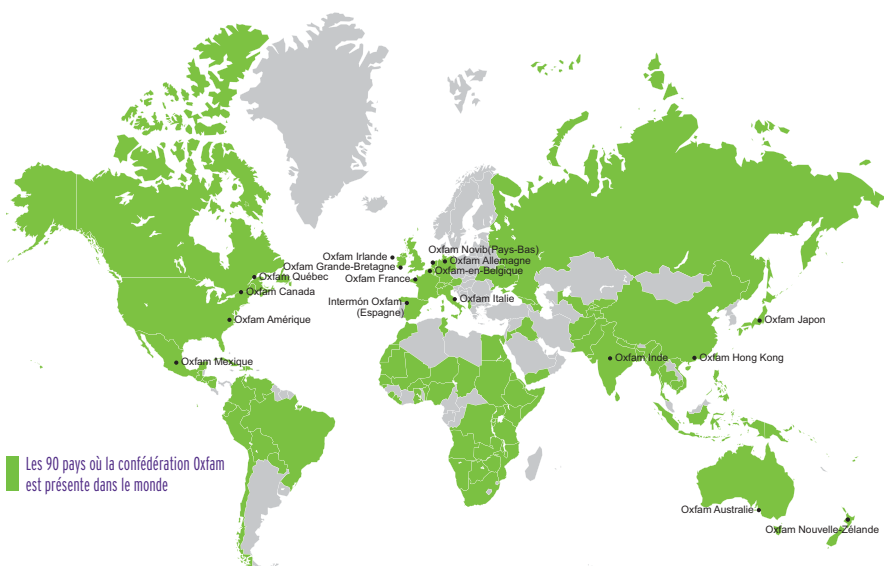 Oxfam Irlande
Oxfam Novib(Pays-Bas)
Oxfam Allemagne
Oxfam Grande-Bretagne
Oxfam-en-Belgique
Oxfam Québec
Oxfam France
Oxfam Canada
Intermón Oxfam
(Espagne)
Oxfam Italie
Oxfam Amérique
Oxfam Japon
Oxfam Mexique
Oxfam Inde
Oxfam Hong Kong
Les 90 pays où la confédération Oxfam
est présente dans le monde
Oxfam Australie
Oxfam Nouvelle-Zélande